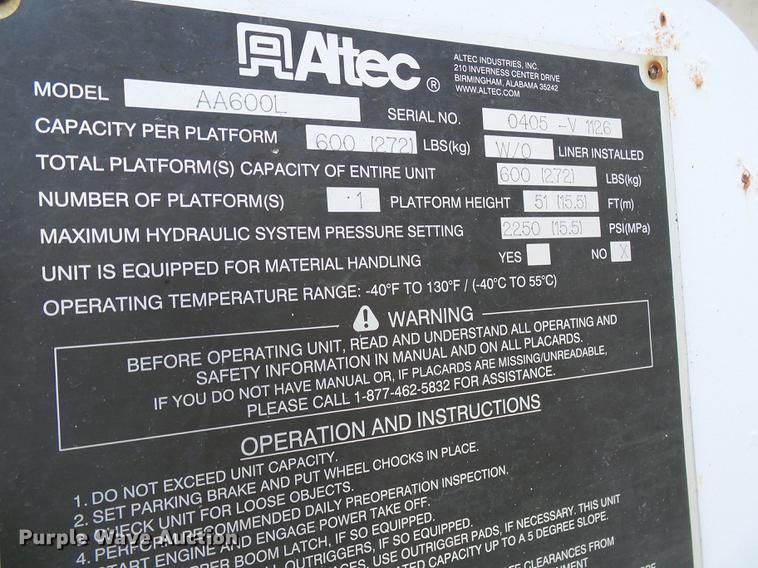 Altec ®
ALTEC INDUSTRIES, INC.
210 INVERNESS CENTER DRIVE
BIRMINGHAM, ALABAMA 35242
WWW.ALTEC.COM
MODEL AA600L SERIAL NO. 0405 -V 1126
CAPACITY PER PLATFORM 600 (272) LBS(kg) W/O LINER INSTALLED
TOTAL PLATFORM(S) CAPACITY OF ENTIRE UNIT 600 (272) LBS(kg)
NUMBER OF PLATFORM(S) 1 PLATFORM HEIGHT 51 (15.5) FT(m)
MAXIMUM HYDRAULIC SYSTEM PRESSURE SETTING 2250 (15.5) PSI(MPa)
UNIT IS EQUIPPED FOR MATERIAL HANDLING YES NO X
OPERATING TEMPERATURE RANGE: -40°F TO 130°F / (-40°C TO 55°C)
WARNING
BEFORE OPERATING UNIT, READ AND UNDERSTAND ALL OPERATING AND
SAFETY INFORMATION IN MANUAL AND ON ALL PLACARDS.
IF YOU DO NOT HAVE MANUAL OR, IF PLACARDS ARE MISSING/UNREADABLE,
PLEASE CALL 1-877-462-5832 FOR ASSISTANCE.
OPERATION AND INSTRUCTIONS
1. DO NOT EXCEED UNIT CAPACITY.
2. SET PARKING BRAKE AND PUT WHEEL CHOCKS IN PLACE.
CHECK UNIT FOR LOOSE OBJECTS.
4. PERFORM RECOMMENDED DAILY PREOPERATION INSPECTION.
START ENGINE AND ENGAGE POWER TAKE OFF.
BOOM LATCH, IF SO EQUIPPED.
OUTRIGGERS, IF SO EQUIPPED.
USE OUTRIGGER PADS, IF NECESSARY. THIS UNIT
CAPACITY UP TO A 5 DEGREE SLOPE.
CLEARANCES FROM
Purple Wave Auction